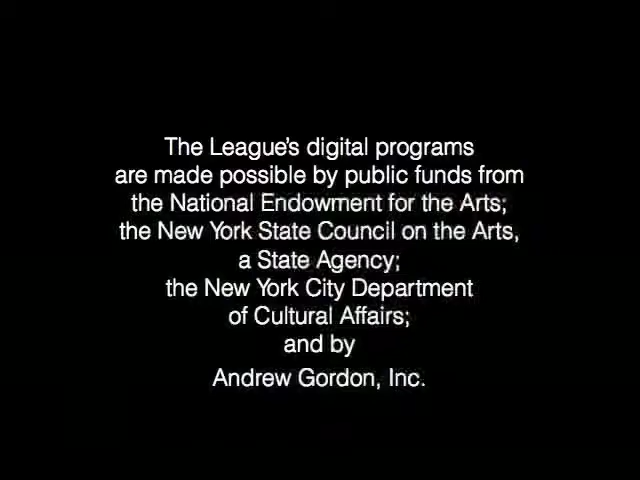 The League's digital programs
are made possible by public funds from
the National Endowment for the Arts;
the New York State Council on the Arts,
a State Agency;
the New York City Department
of Cultural Affairs;
and by
Andrew Gordon, Inc.